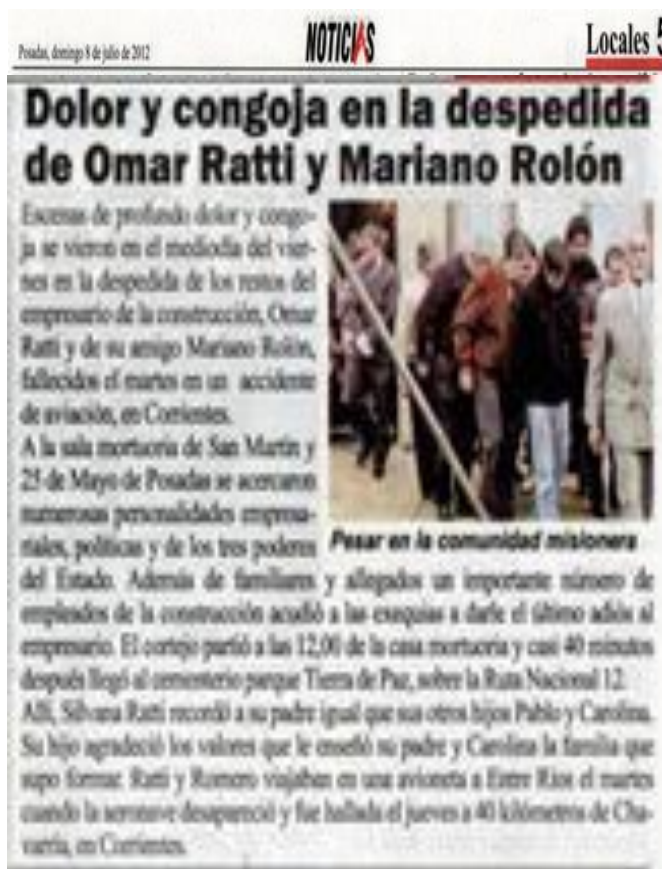 Posadas, domingo 8 de julio de 2012
NOTICIAS
Locales 5
Dolor y congoja en la despedida
de Omar Ratti y Mariano Rolón
Escenas de profundo dolor y congo-
ja se vieron en el mediodía del vier-
nes en la despedida de los restos del
empresario de la construcción, Omar
Ratti y de su amigo Mariano Rolón,
fallecidos el martes en un accidente
de aviación, en Corrientes.
A la sala mortuoria de San Martín y
25 de Mayo de Posadas se acercaron
numerosas personalidades empresa-
riales, políticas y de los tres poderes
del Estado. Además de familiares y allegados un importante número de
empleados de la construcción acudió a las exequias a darle el último adiós al
empresario. El cortejo partió a las 12,00 de la casa mortuoria y casi 40 minutos
después llegó al cementerio parque Tierra de Paz, sobre la Ruta Nacional 12.
Allí, Silvana Ratti recordó a su padre igual que sus otros hijos Pablo y Carolina.
Su hijo agradeció los valores que le enseñó su padre y Carolina la familia que
supo formar. Ratti y Romero viajaban en una avioneta a Entre Ríos el martes
cuando la aeronave desapareció y fue hallada el jueves a 40 kilómetros de Cha-
varría, en Corrientes.
Pesar en la comunidad misionera